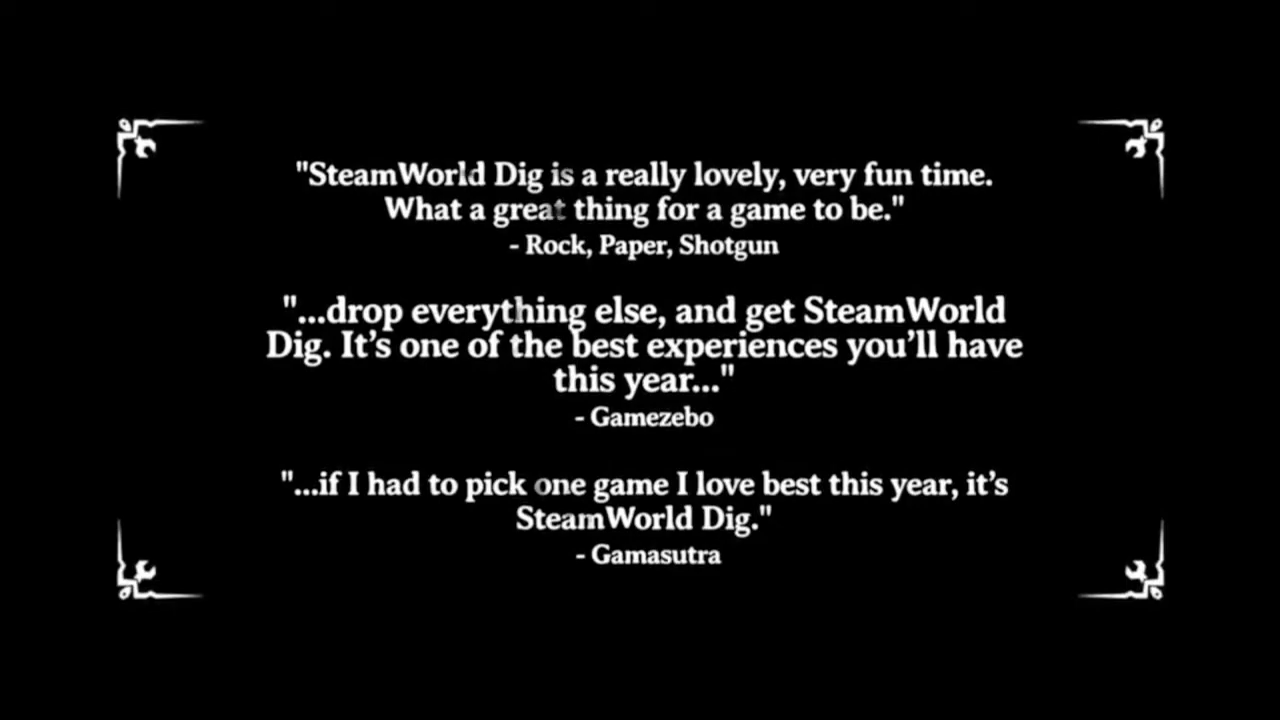 "SteamWorld Dig is a really lovely, very fun time.
What a great thing for a game to be."
- Rock, Paper, Shotgun
"...drop everything else, and get SteamWorld
Dig. It’s one of the best experiences you’ll have
this year..."
- Gamezebo
"...if I had to pick one game I love best this year, it’s
SteamWorld Dig."
- Gamasutra